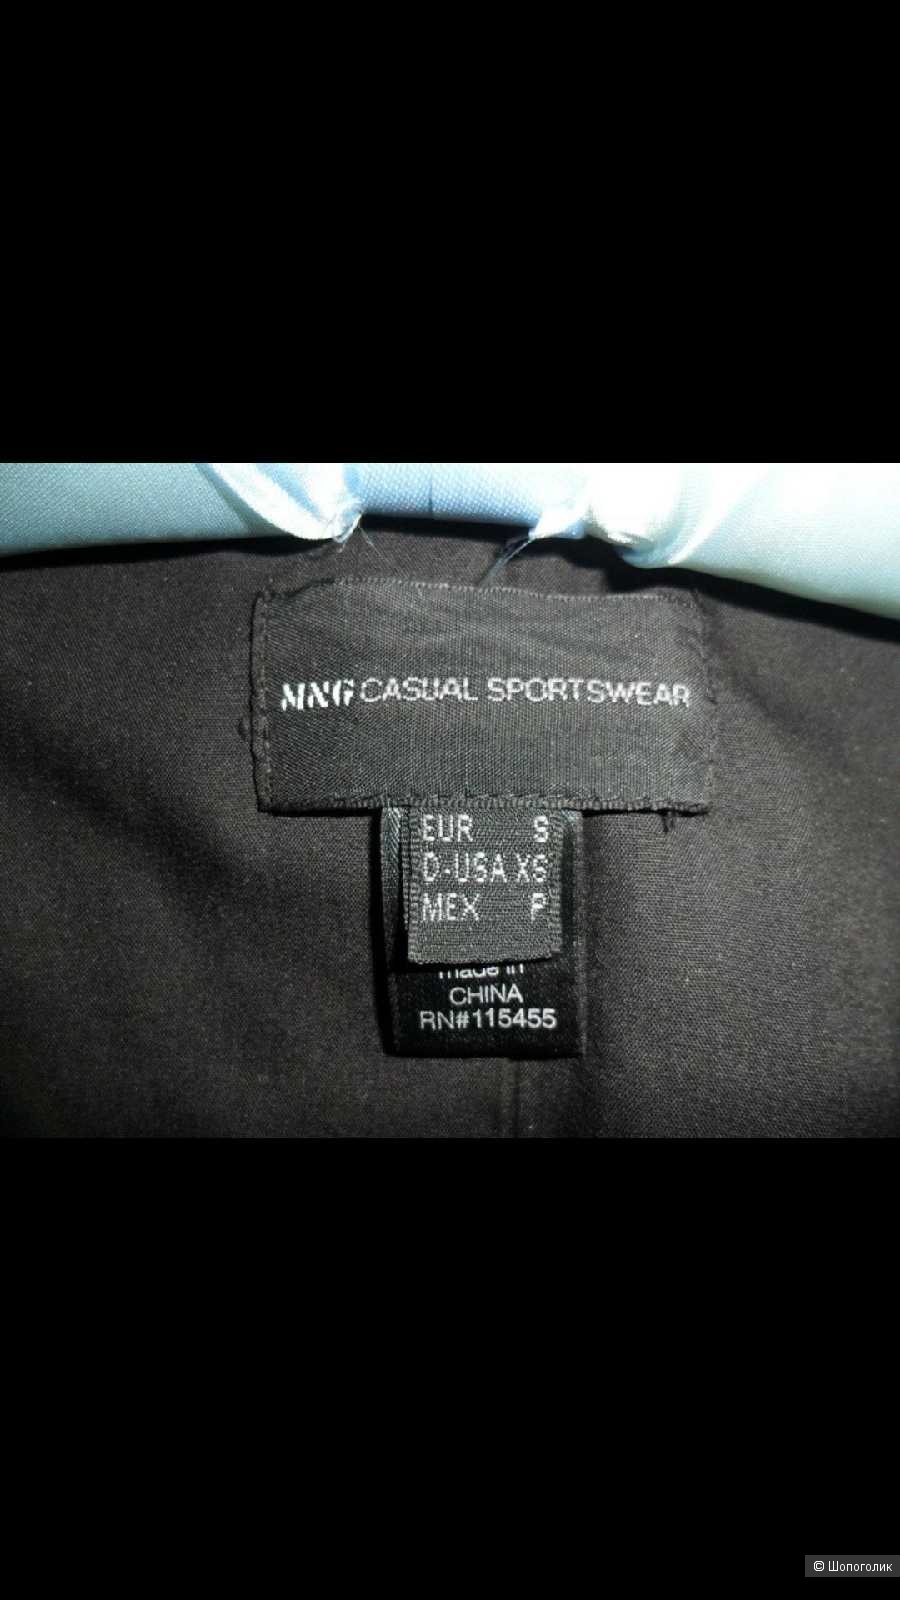 MNG CASUAL SPORTSWEAR
EUR S
D-USA XS
MEX P
made in
CHINA
RN#115455
© Шопоголик